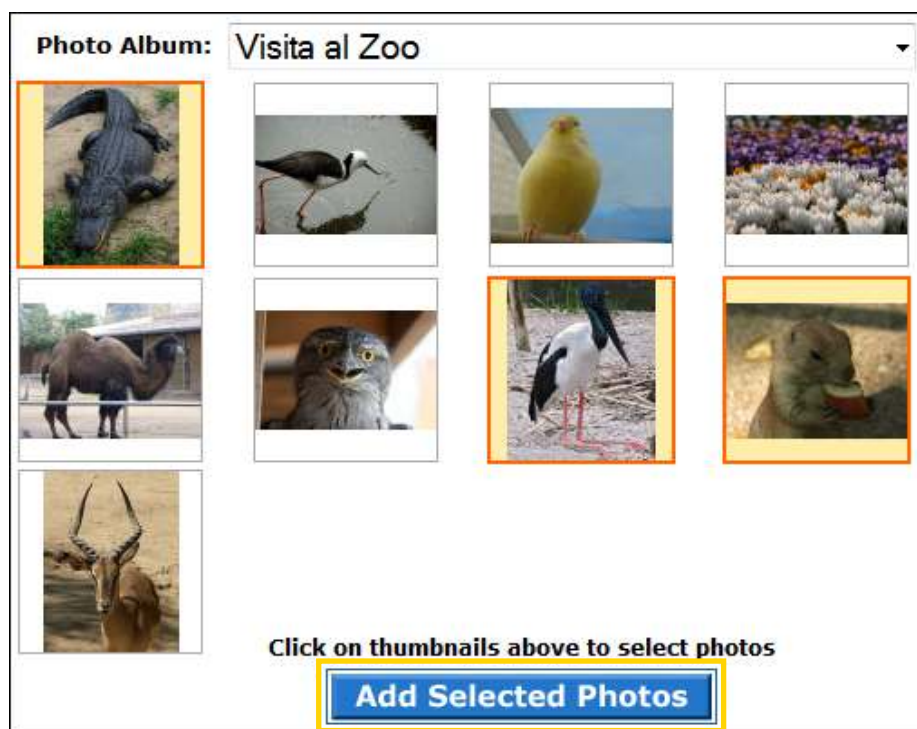 Photo Album: Visita al Zoo
Click on thumbnails above to select photos
Add Selected Photos